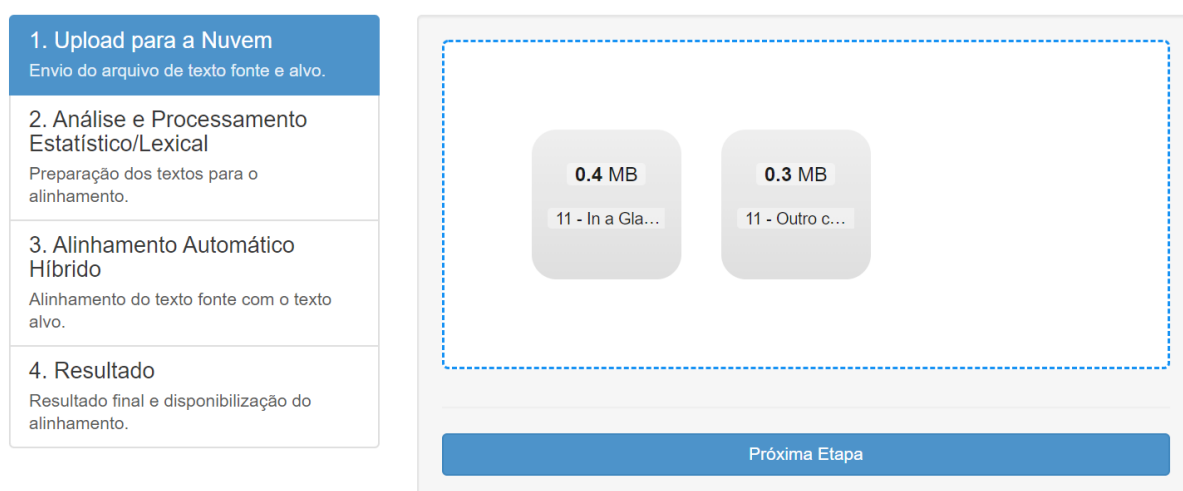 1. Upload para a Nuvem
Envio do arquivo de texto fonte e alvo.
2. Análise e Processamento
Estatístico/Lexical
Preparação dos textos para o
alinhamento.
3. Alinhamento Automático
Híbrido
Alinhamento do texto fonte com o texto
alvo.
4. Resultado
Resultado final e disponibilização do
alinhamento.
0.4 MB
11 - In a Gla...
0.3 MB
11 - Outro c...
Próxima Etapa